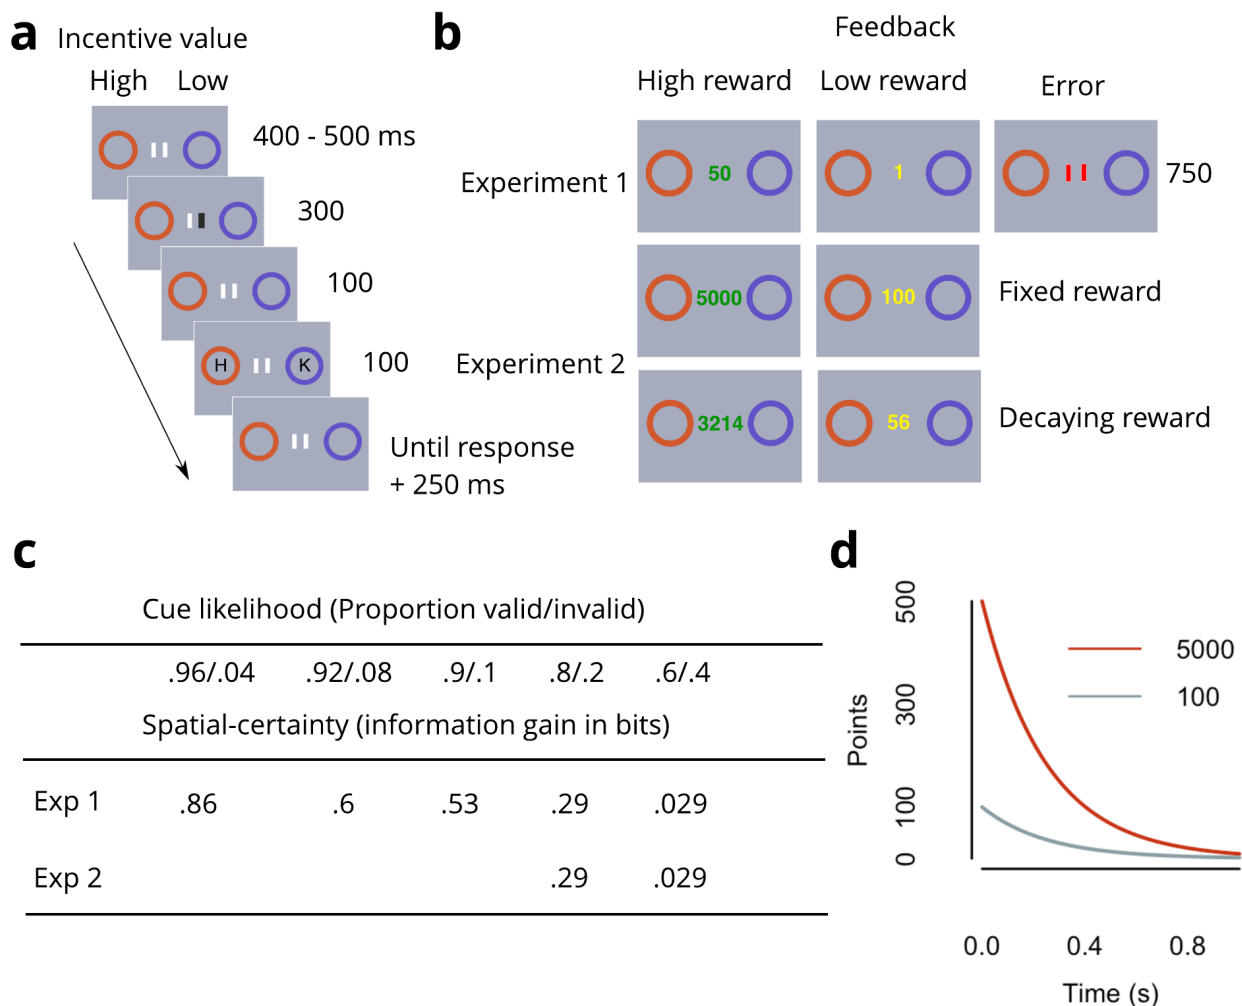 a
Incentive value
High Low
400 - 500 ms
300
100
H K
100
Until response
+ 250 ms
b
Feedback
High reward Low reward Error
Experiment 1
50
1
750
5000
100
Fixed reward
Experiment 2
3214
56
Decaying reward
c
Cue likelihood (Proportion valid/invalid)
.96/.04 .92/.08 .9/.1 .8/.2 .6/.4
Spatial-certainty (information gain in bits)
Exp 1 .86 .6 .53 .29 .029
Exp 2 .29 .029
d
500
300
100
0
Points
5000
100
0.0 0.4 0.8
Time (s)